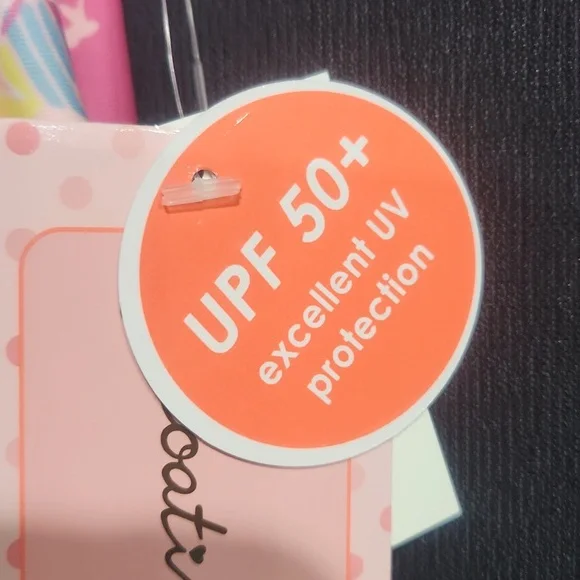 UPF 50+
excellent UV
protection